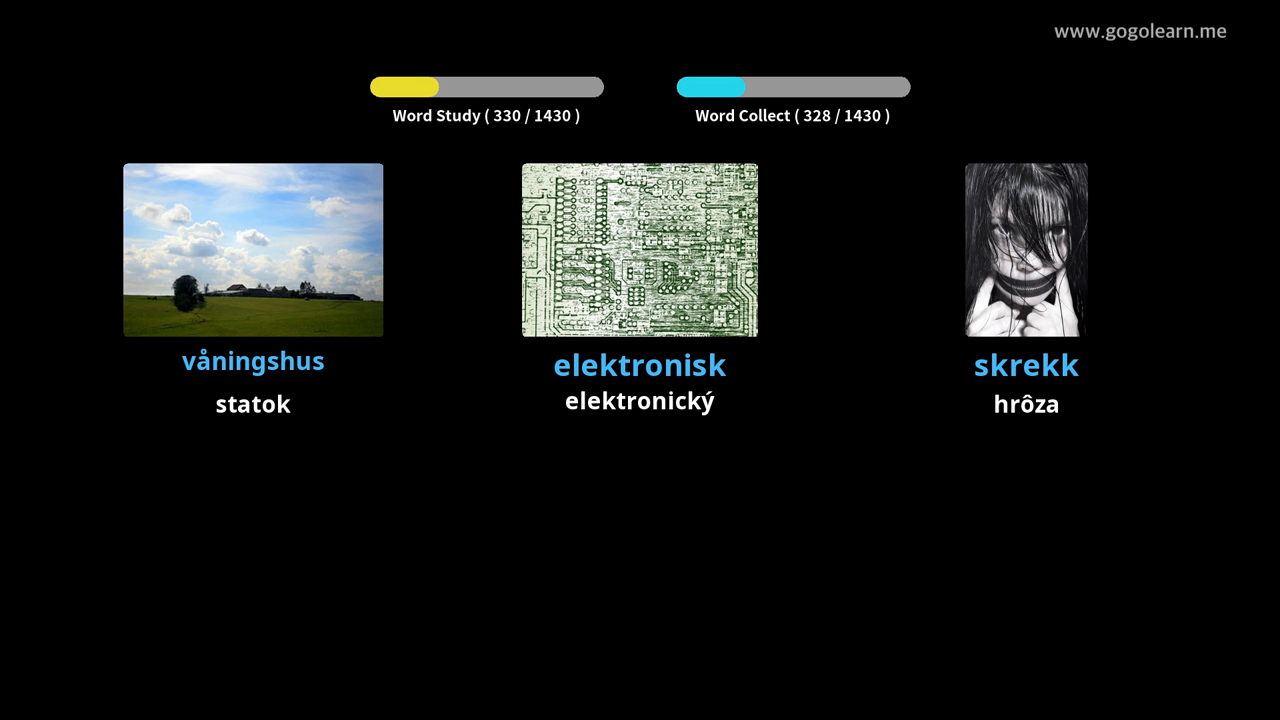 www.gogolearn.me
Word Study ( 330 / 1430 )
Word Collect ( 328 / 1430 )
våningshus
elektronisk
skrekk
statok
elektronický
hrôza